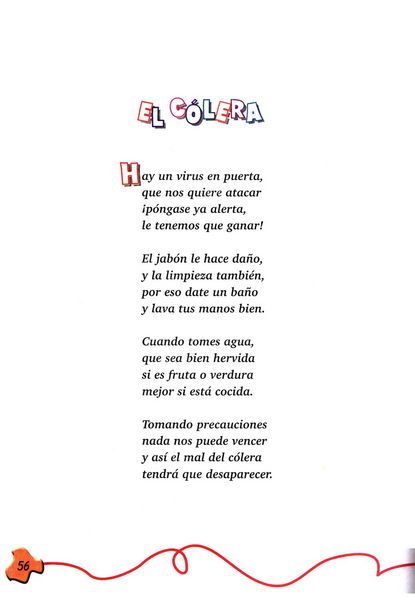 EL CÓLERA
Hay un virus en puerta,
que nos quiere atacar
¡póngase ya alerta,
le tenemos que ganar!
El jabón le hace daño,
y la limpieza también,
por eso date un baño
y lava tus manos bien.
Cuando tomes agua,
que sea bien hervida
si es fruta o verdura
mejor si está cocida.
Tomando precauciones
nada nos puede vencer
y así el mal del cólera
tendrá que desaparecer.
56